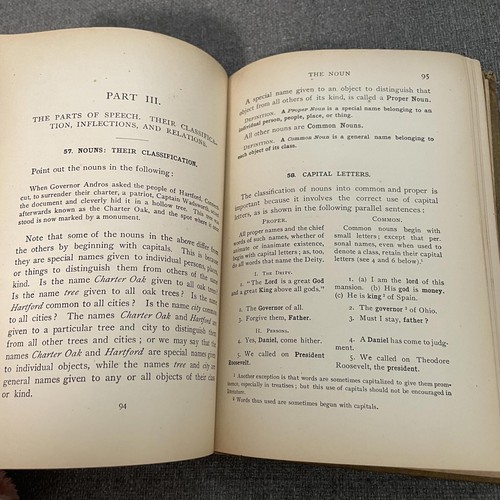 PART III.
THE PARTS OF SPEECH. THEIR CLASSIFICA-
TION, INFLECTIONS, AND RELATIONS.
57. NOUNS: THEIR CLASSIFICATION.
Point out the nouns in the following:
When Governor Andros asked the people of Hartford, Connecti-
cut, to surrender their charter, a patriot, Captain Wadsworth, seized
the document and cleverly hid it in a hollow tree. This tree was
afterwards known as the Charter Oak, and the spot where it once
stood is now marked by a monument.
Note that some of the nouns in the above differ from
the others by beginning with capitals. This is because
they are special names given to individual persons, places,
or things to distinguish them from others of the same
kind. Is the name Charter Oak given to all oak trees?
Is the name tree given to all oak trees? Is the name
Hartford common to all cities? Is the name city common
to all cities? The names Charter Oak and Hartford are
given to a particular tree and city to distinguish them
from all other trees and cities; or we may say that the
names Charter Oak and Hartford are special names given
to individual objects, while the names tree and city are
general names given to any or all objects of their class
or kind.
94
THE NOUN 95
A special name given to an object to distinguish that
object from all others of its kind, is called a Proper Noun.
DEFINITION. A Proper Noun is a special name belonging to an
individual person, people, place, or thing.
All other nouns are Common Nouns.
DEFINITION. A Common Noun is a general name belonging to
each object of its class.
58. CAPITAL LETTERS.
The classification of nouns into common and proper is
important because it involves the correct use of capital
letters, as is shown in the following parallel sentences:
PROPER.
All proper names and the chief
words of such names, whether of
animate or inanimate existence,
begin with capital letters; as, too,
do all words that name the Deity.
COMMON.
Common nouns begin with
small letters; except that per-
sonal names, even when used to
denote a class, retain their capital
letters (see 4 and 6 below).¹
I. THE DEITY.
1. "The Lord is a great God
and a great King above all gods."
2. The Governor of all.
3. Forgive them, Father.
II. PERSONS.
4. Yes, Daniel, come hither.
5. We called on President
Roosevelt.
1. (a) I am the lord of this
mansion. (b) His god is money.
(c) He is king² of Spain.
2. The governor² of Ohio.
3. Must I stay, father?
4. A Daniel has come to judg-
ment.
5. We called on Theodore
Roosevelt, the president.
¹ Another exception is that words are sometimes capitalized to give them prom-
inence, especially in treatises; but this use of capitals should not be encouraged in
literature.
² Words thus used are sometimes begun with capitals.